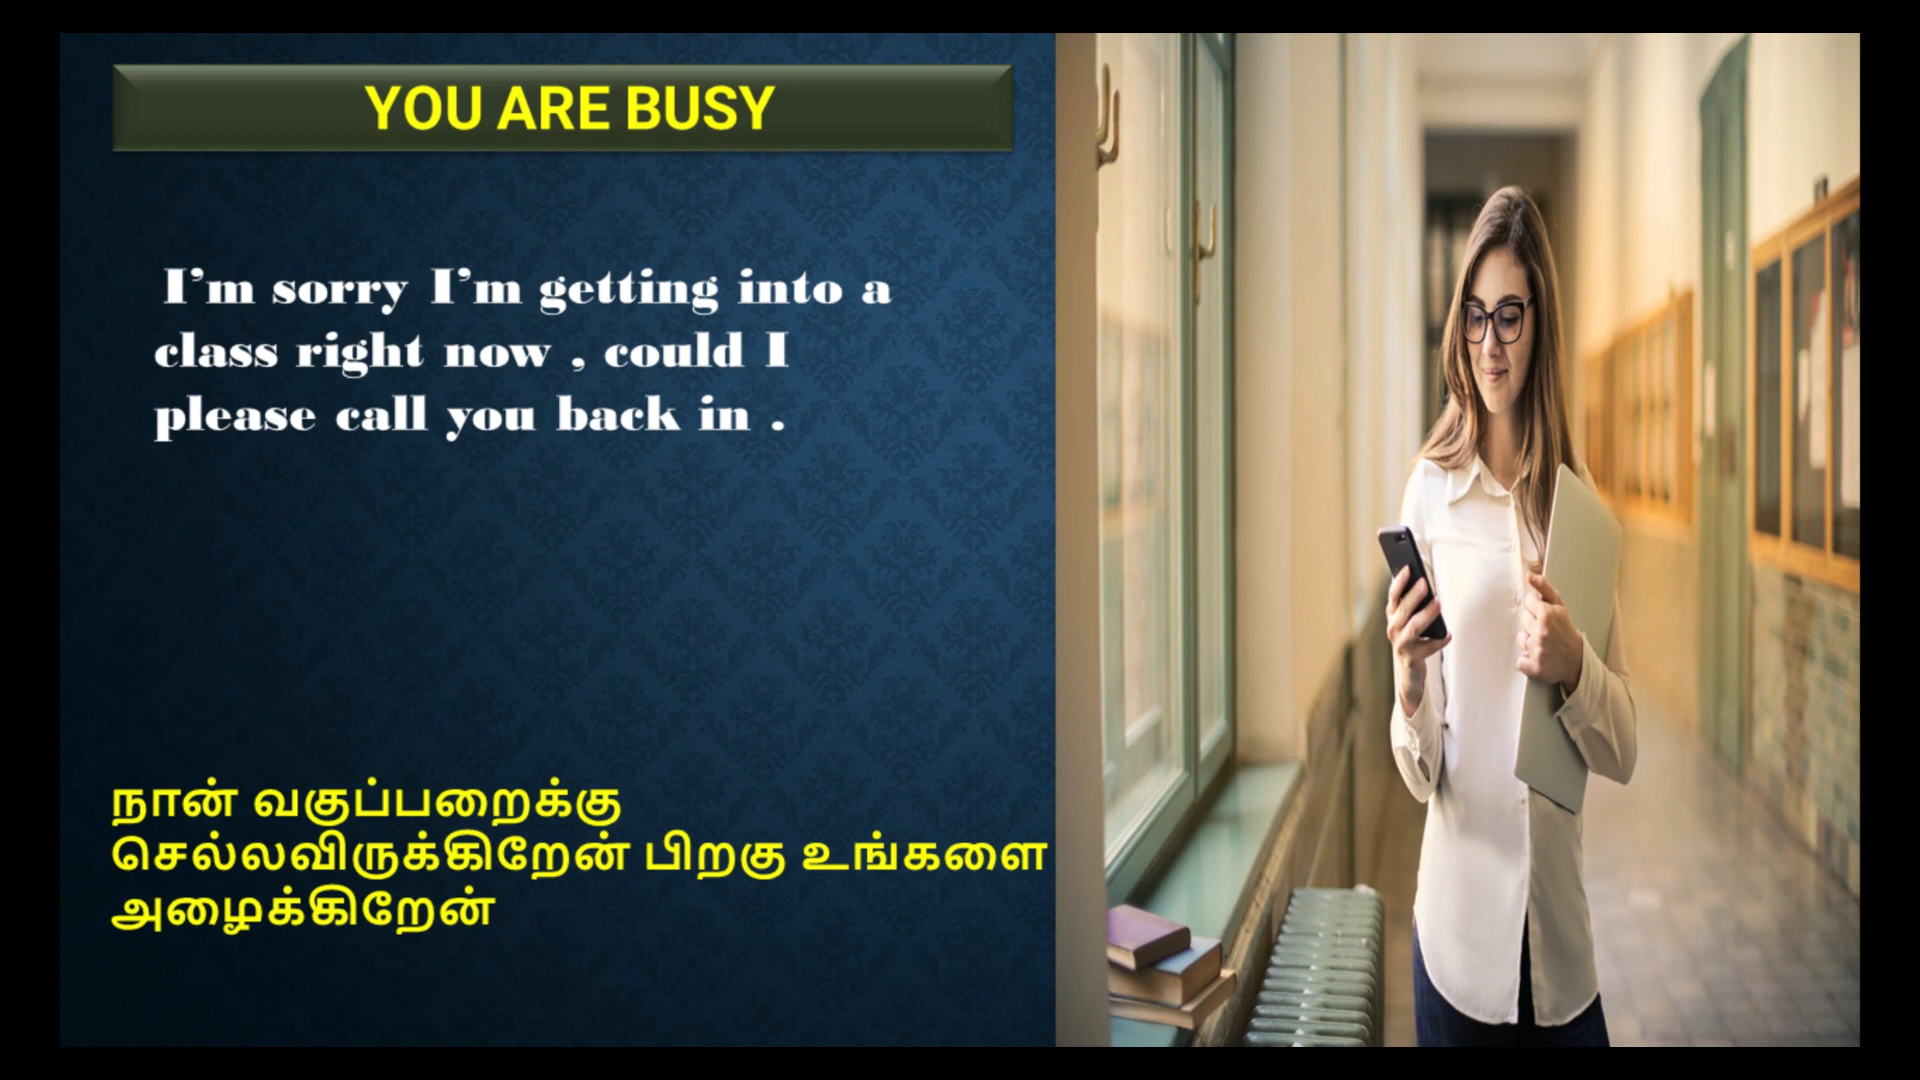 YOU ARE BUSY
I'm sorry I'm getting into a
class right now , could I
please call you back in .
நான் வகுப்பறைக்கு
செல்லவிருக்கிறேன் பிறகு உங்களை
அழைக்கிறேன்